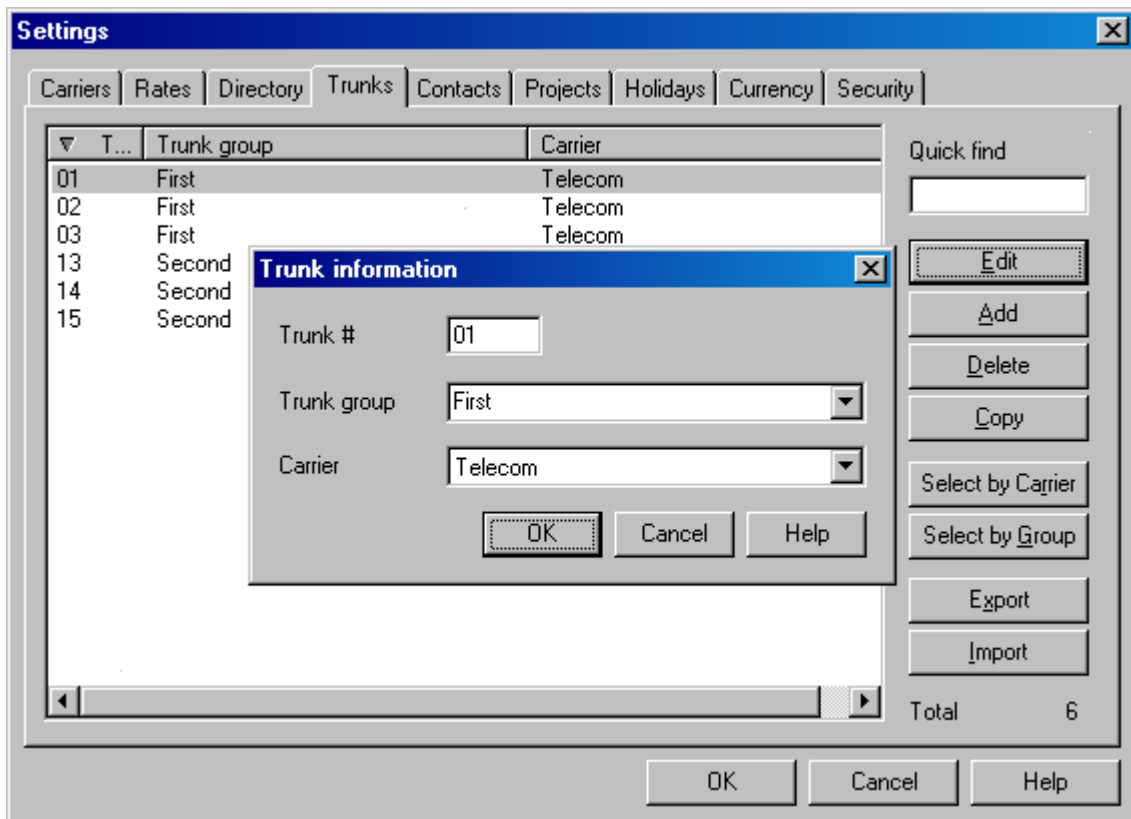 Settings
Carriers Rates Directory Trunks Contacts Projects Holidays Currency Security
T... Trunk group Carrier
01 First Telecom
02 First Telecom
03 First Telecom
13 Second
14 Second
15 Second
Trunk information
Trunk # 01
Trunk group First
Carrier Telecom
OK Cancel Help
Quick find
Edit
Add
Delete
Copy
Select by Carrier
Select by Group
Export
Import
Total 6
OK Cancel Help